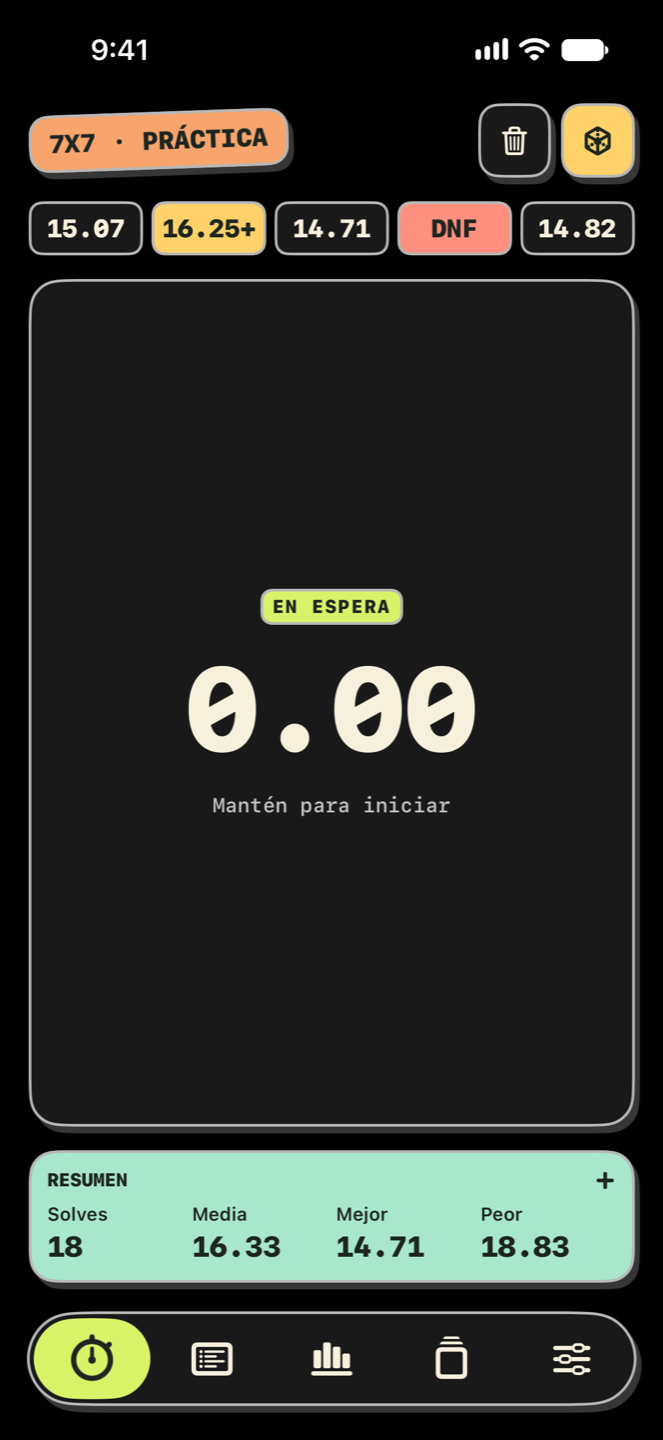 9:41
7X7 · PRÁCTICA
15.07 16.25+ 14.71 DNF 14.82
EN ESPERA
0.00
Mantén para iniciar
RESUMEN +
Solves Media Mejor Peor
18 16.33 14.71 18.83